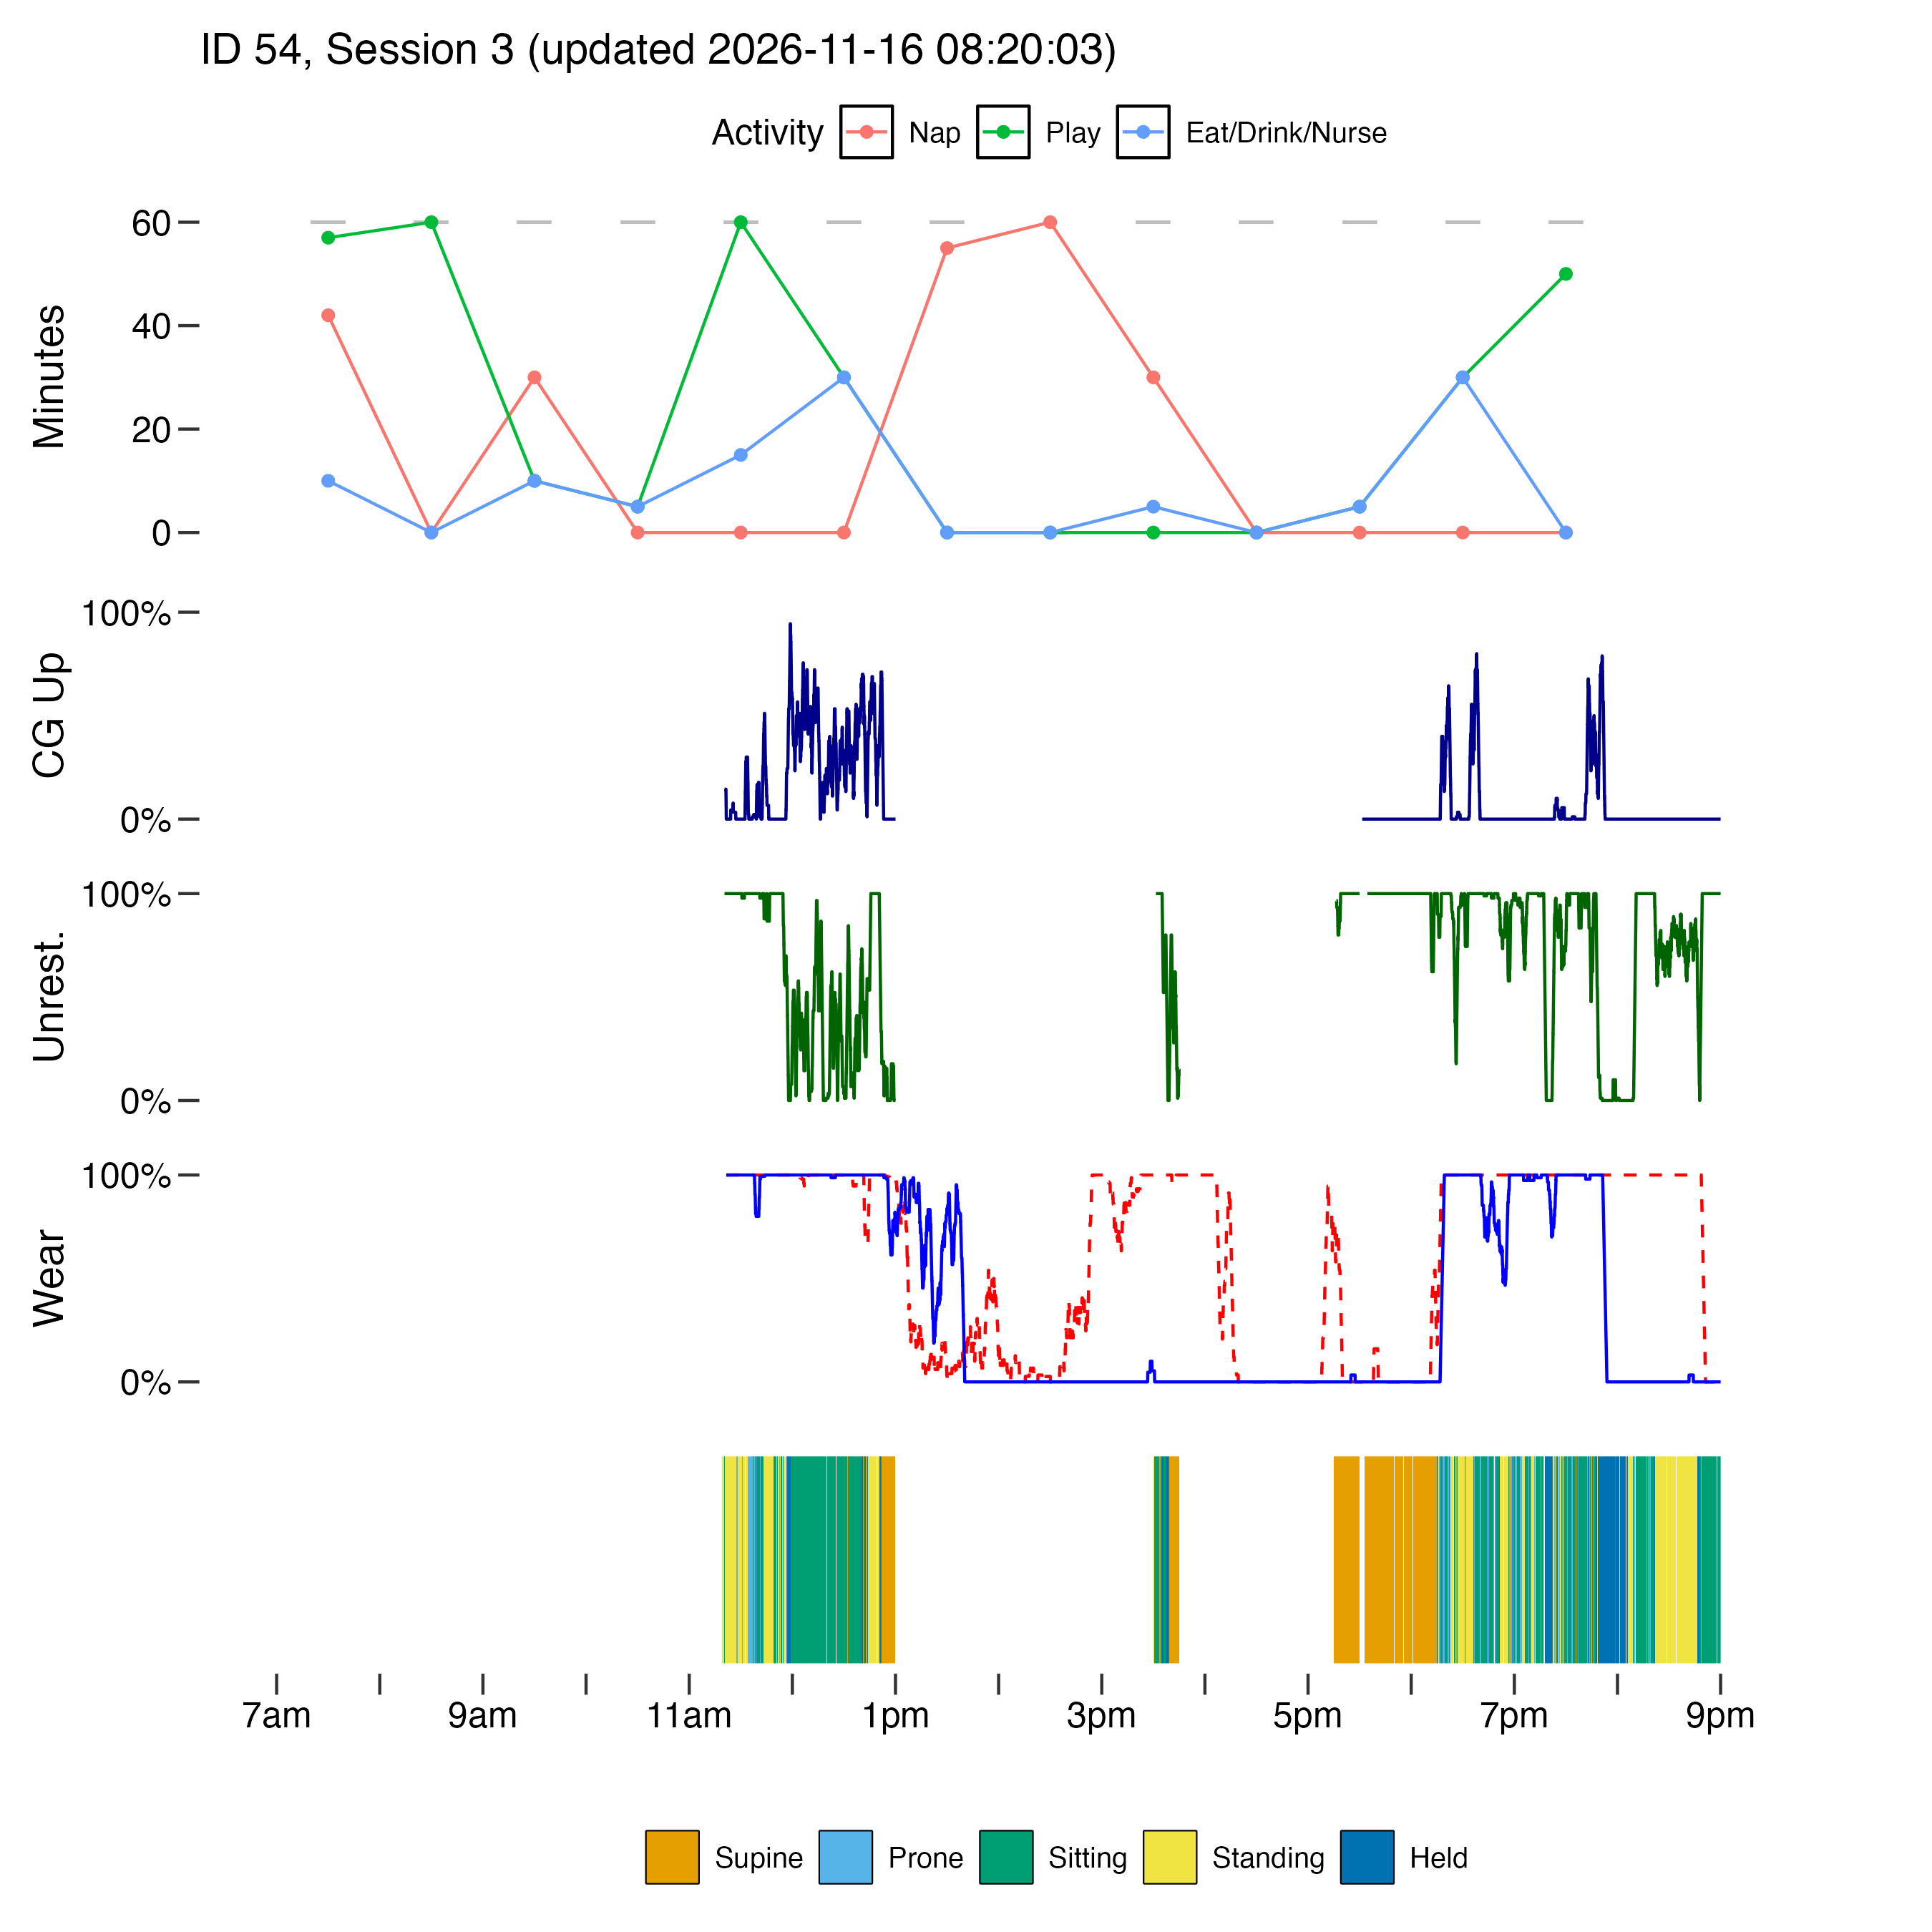 ID 54, Session 3 (updated 2026-11-16 08:20:03)
Activity Nap Play Eat/Drink/Nurse
Minutes
60
40
20
0
CG Up
100%
0%
Unrest.
100%
0%
Wear
100%
0%
7am 9am 11am 1pm 3pm 5pm 7pm 9pm
Supine Prone Sitting Standing Held